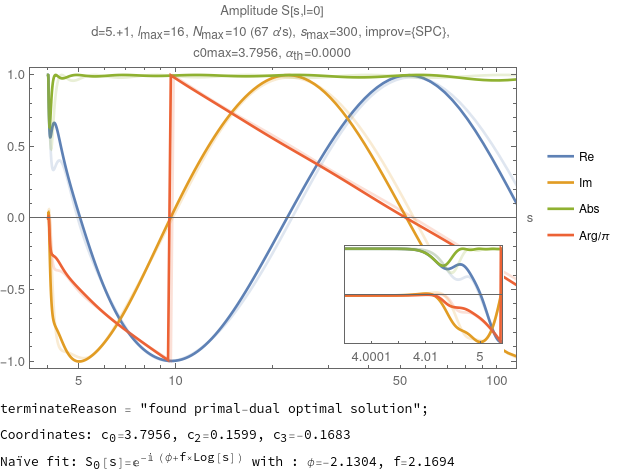 Amplitude S[s,l=0]
d=5.+1, lmax=16, Nmax=10 (67 α's), smax=300, improv={SPC},
c0max=3.7956, αth=0.0000
1.0
0.5
0.0
-0.5
-1.0
5
10
50
100
s
Re
Im
Abs
Arg/π
4.0001
4.01
5
terminateReason = "found primal-dual optimal solution";
Coordinates: c0=3.7956, c2=0.1599, c3=-0.1683
Naïve fit: S0[s]=e^-i (ϕ+f×Log[s]) with : ϕ=-2.1304, f=2.1694